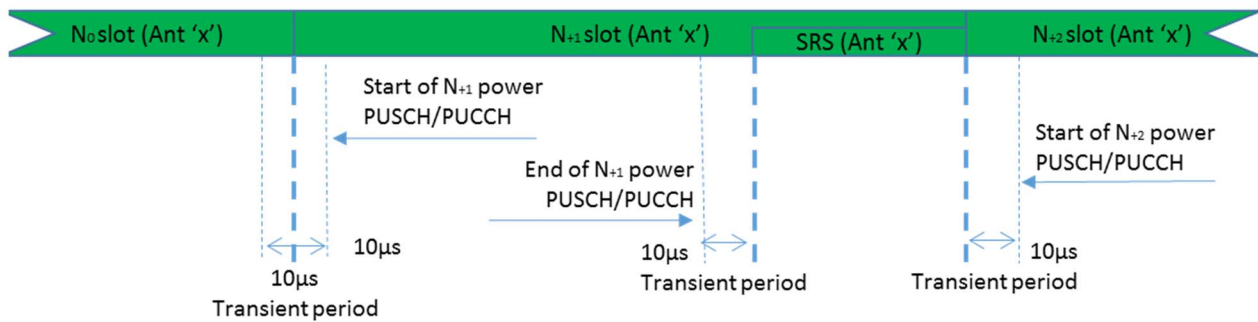 N₀ slot (Ant ‘x’)
N₊₁ slot (Ant ‘x’)
SRS (Ant ‘x’)
N₊₂ slot (Ant ‘x’)
Start of N₊₁ power
PUSCH/PUCCH
End of N₊₁ power
PUSCH/PUCCH
Start of N₊₂ power
PUSCH/PUCCH
10µs
10µs
Transient period
10µs
Transient period
10µs
Transient period